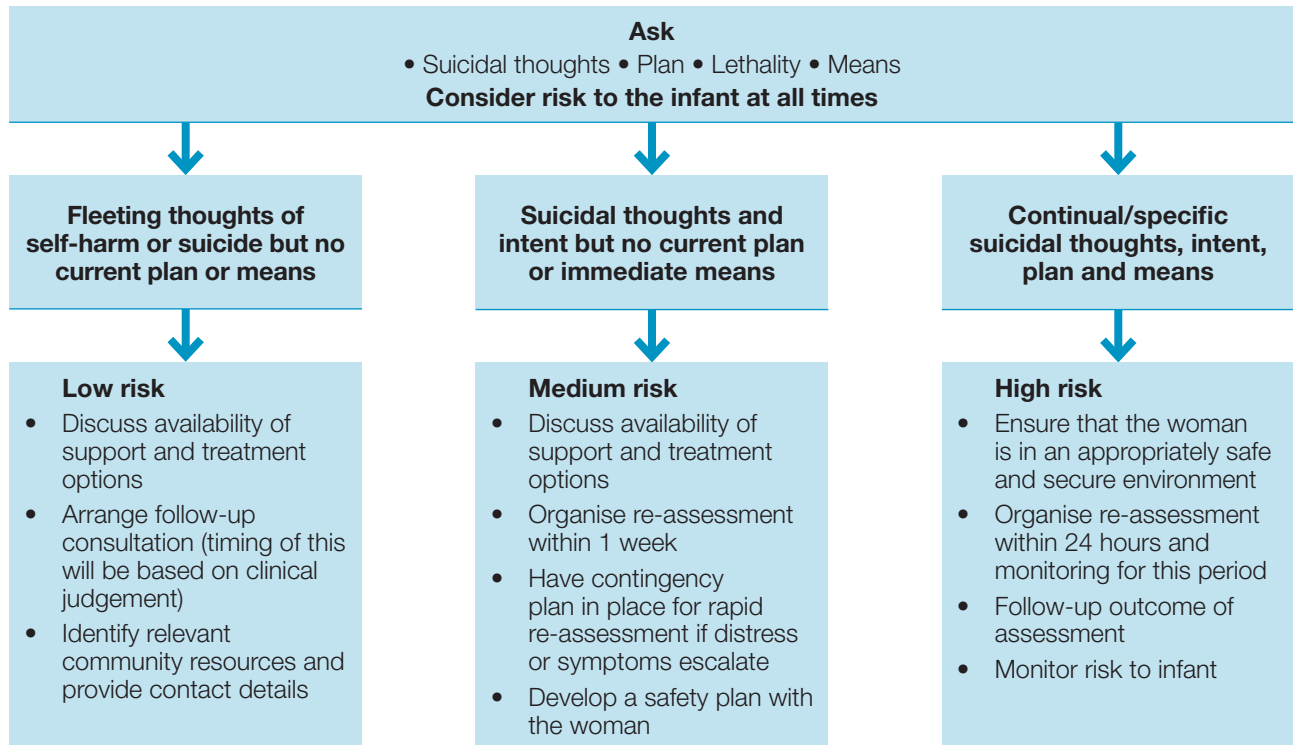 Ask
• Suicidal thoughts • Plan • Lethality • Means
Consider risk to the infant at all times
Fleeting thoughts of
self-harm or suicide but no
current plan or means
Low risk
• Discuss availability of
support and treatment
options
• Arrange follow-up
consultation (timing of this
will be based on clinical
judgement)
• Identify relevant
community resources and
provide contact details
Suicidal thoughts and
intent but no current plan
or immediate means
Medium risk
• Discuss availability of
support and treatment
options
• Organise re-assessment
within 1 week
• Have contingency
plan in place for rapid
re-assessment if distress
or symptoms escalate
• Develop a safety plan with
the woman
Continual/specific
suicidal thoughts, intent,
plan and means
High risk
• Ensure that the woman
is in an appropriately safe
and secure environment
• Organise re-assessment
within 24 hours and
monitoring for this period
• Follow-up outcome of
assessment
• Monitor risk to infant